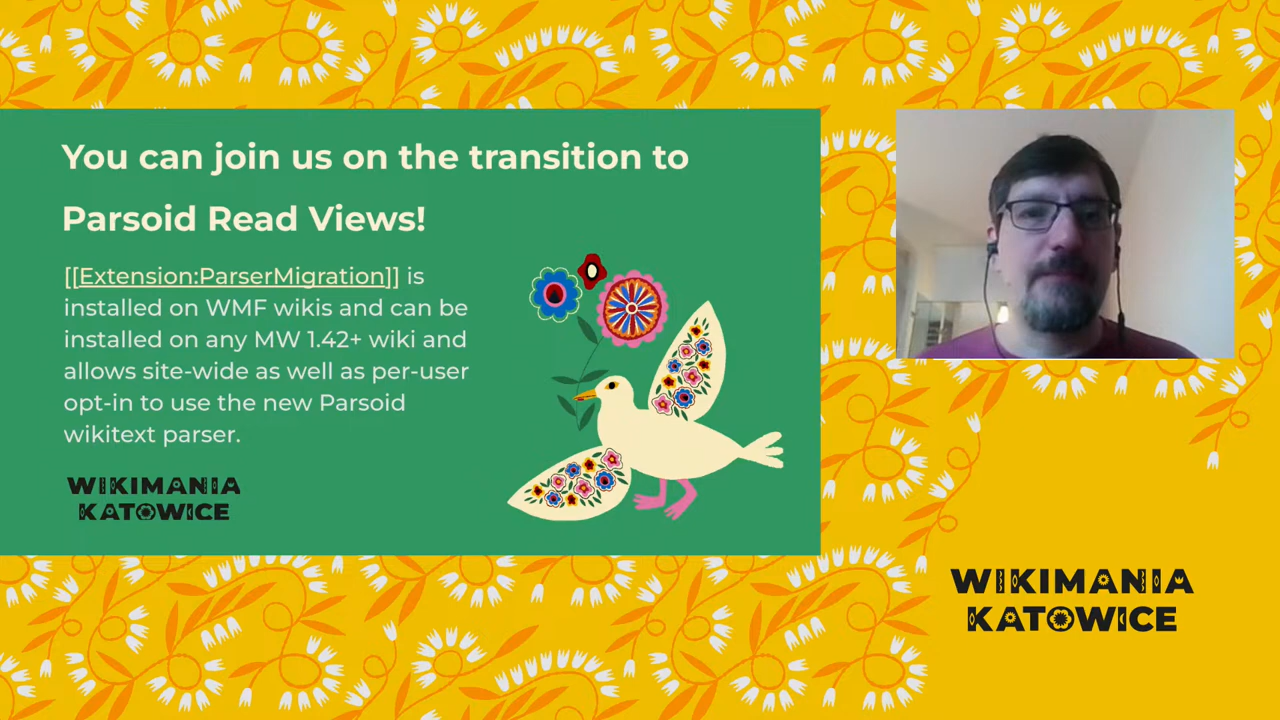 You can join us on the transition to
Parsoid Read Views!
[[Extension:ParserMigration]] is
installed on WMF wikis and can be
installed on any MW 1.42+ wiki and
allows site-wide as well as per-user
opt-in to use the new Parsoid
wikitext parser.
WIKIMANIA
KATOWICE
WIKIMANIA
KATOWICE